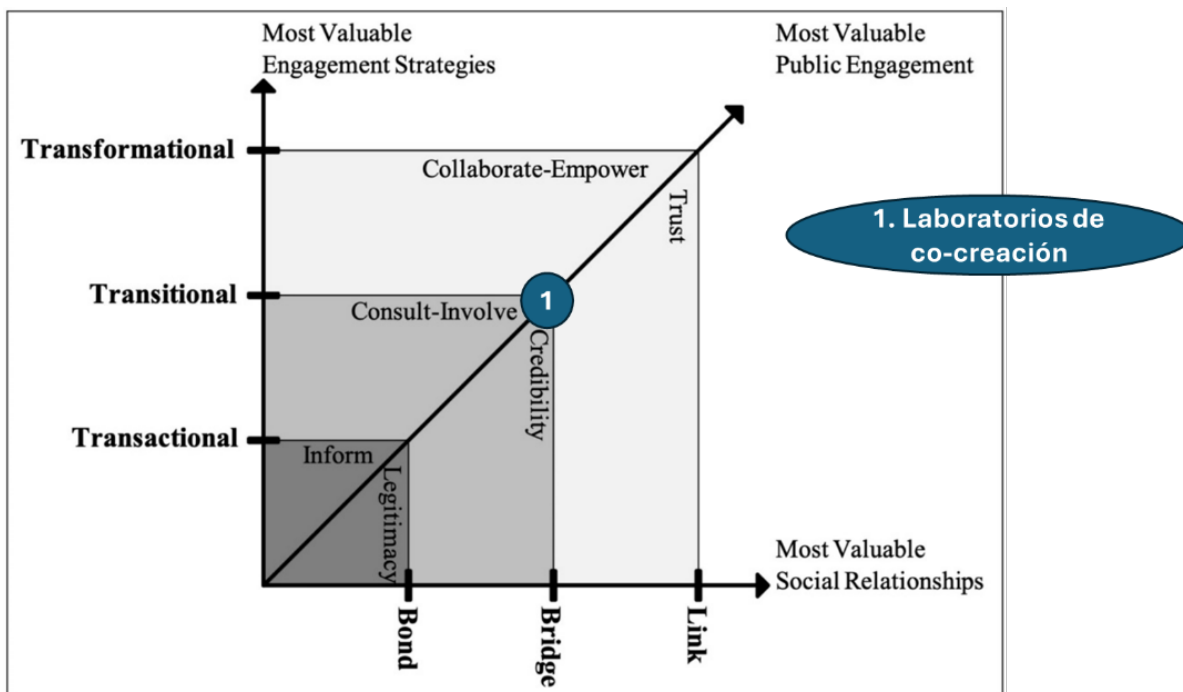 Most Valuable
Engagement Strategies
Most Valuable
Public Engagement
Transformational
Collaborate-Empower
Trust
1. Laboratorios de
co-creación
Transitional
Consult-Involve
1
Credibility
Transactional
Inform
Legitimacy
Most Valuable
Social Relationships
Bond
Bridge
Link